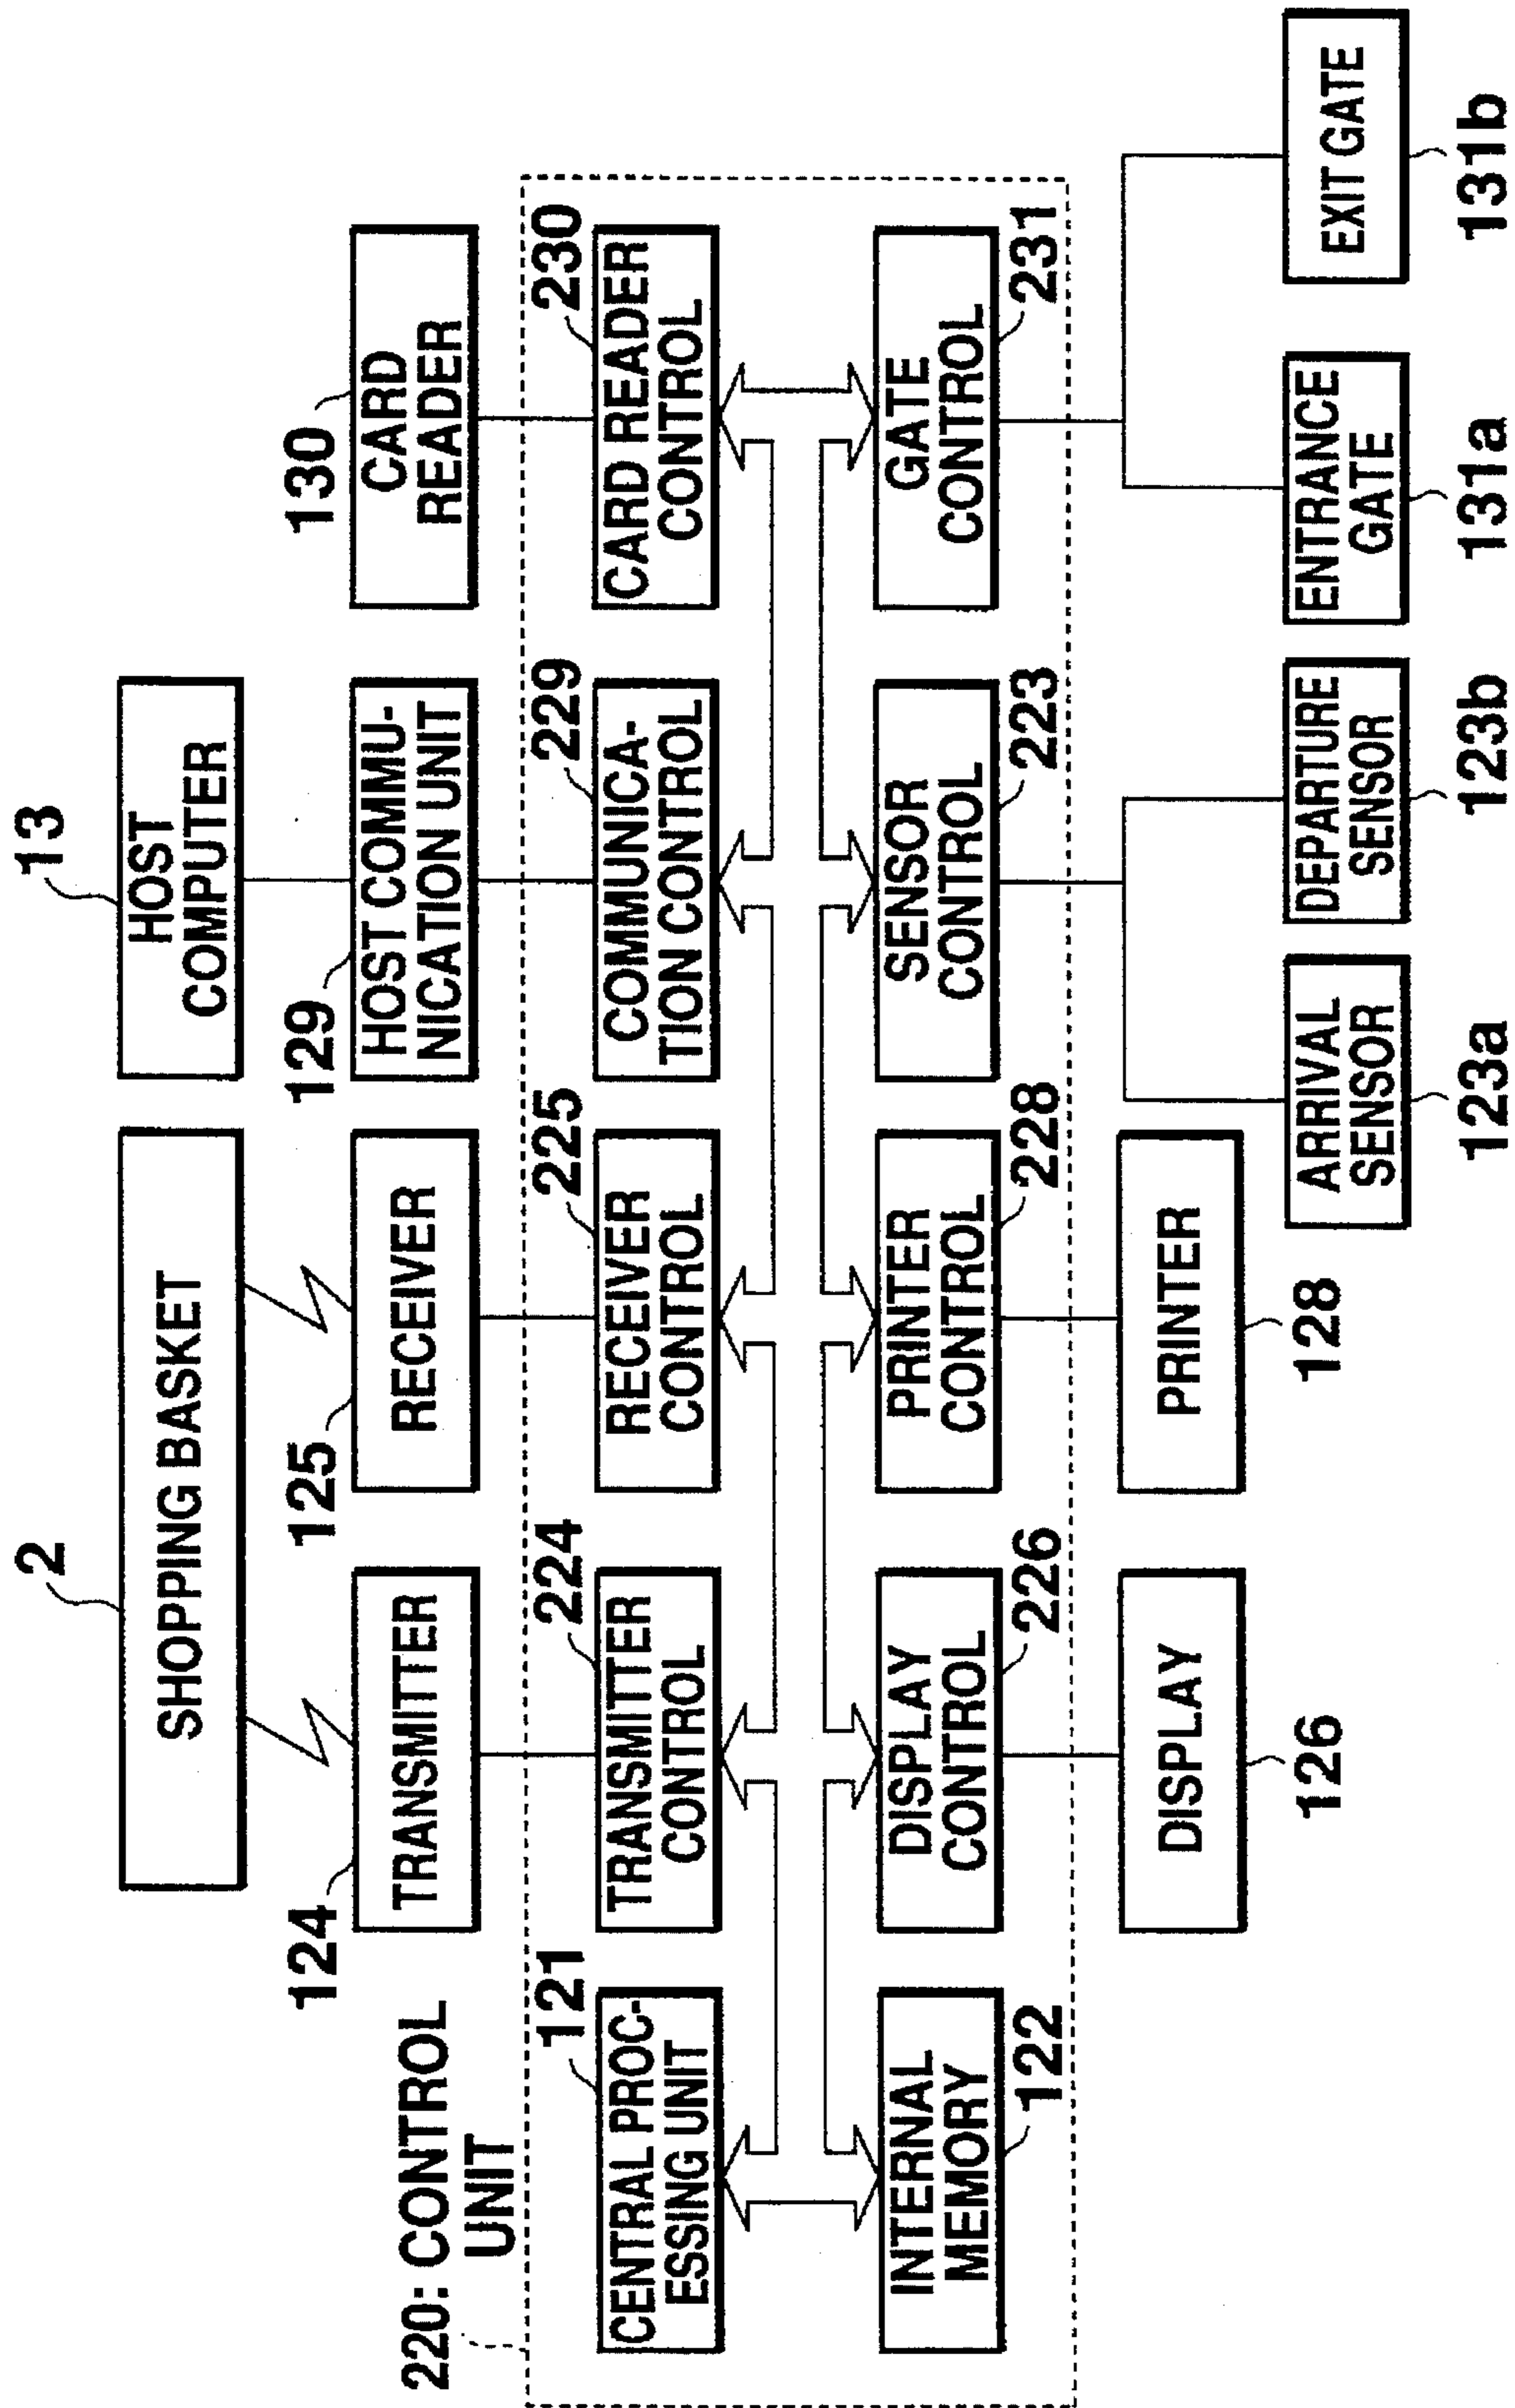 2
SHOPPING BASKET
13
HOST
COMPUTER
124
TRANSMITTER
125
RECEIVER
129
HOST COMMU-
NICATION UNIT
130
CARD
READER
220: CONTROL
UNIT
121
CENTRAL PROC-
ESSING UNIT
224
TRANSMITTER
CONTROL
225
RECEIVER
CONTROL
229
COMMUNICA-
TION CONTROL
230
CARD READER
CONTROL
INTERNAL
MEMORY
122
DISPLAY
CONTROL
226
PRINTER
CONTROL
228
SENSOR
CONTROL
223
GATE
CONTROL
231
DISPLAY
126
PRINTER
128
ARRIVAL
SENSOR
123a
DEPARTURE
SENSOR
123b
ENTRANCE
GATE
131a
EXIT GATE
131b